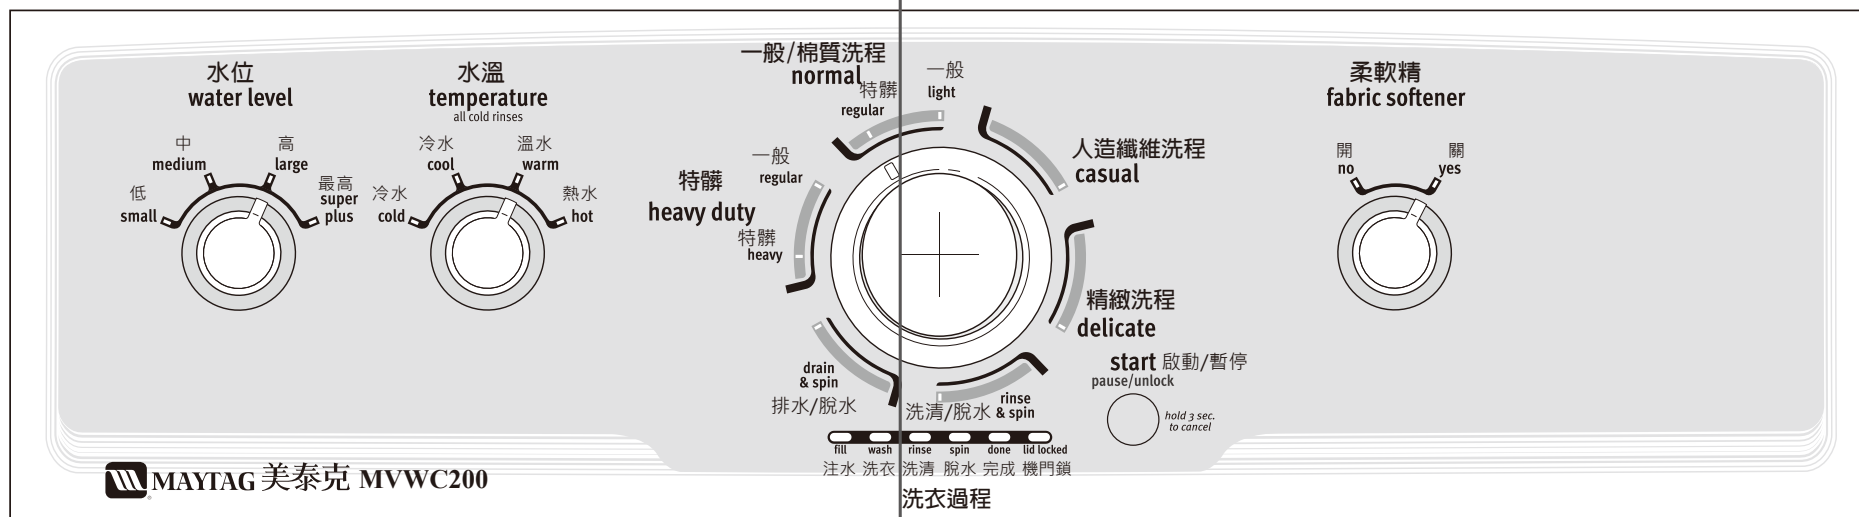 水位
water level
中
medium
高
large
低
small
最高
super
plus
水溫
temperature
all cold rinses
冷水
cool
溫水
warm
冷水
cold
熱水
hot
一般/棉質洗程
normal
特髒
regular
一般
light
特髒
heavy duty
一般
regular
特髒
heavy
人造纖維洗程
casual
精緻洗程
delicate
drain
& spin
排水/脫水
rinse
& spin
洗清/脫水
start 啟動/暫停
pause/unlock
hold 3 sec.
to cancel
柔軟精
fabric softener
開
no
關
yes
fill wash rinse spin done lid locked
注水 洗衣 洗清 脫水 完成 機門鎖
洗衣過程
MAYTAG 美泰克 MVWC200